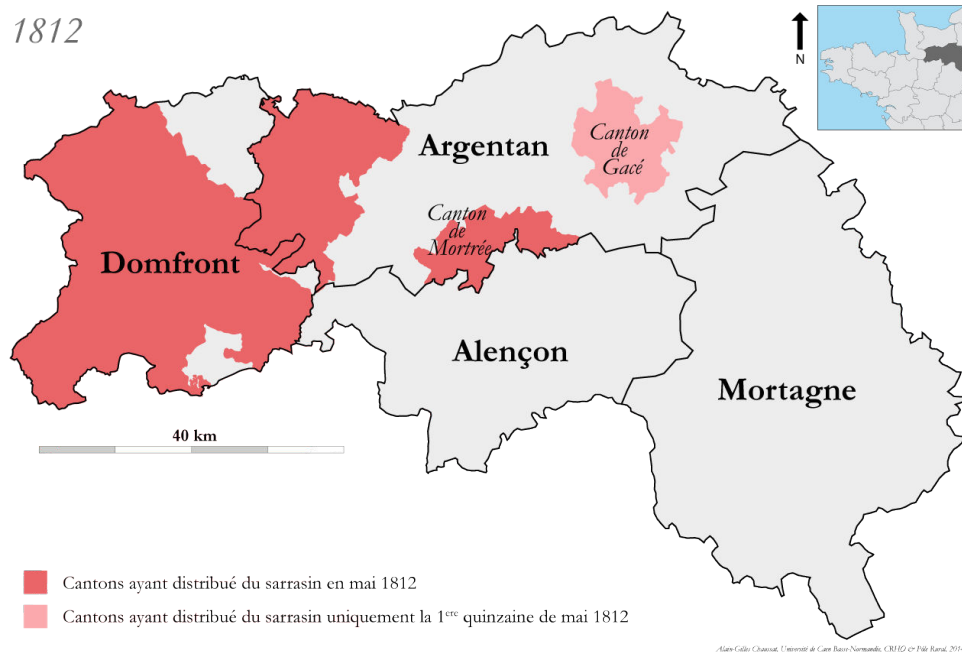 1812
N
Argentan
Canton
de
Gacé
Canton
de
Mortrée
Domfront
Alençon
Mortagne
40 km
Cantons ayant distribué du sarrasin en mai 1812
Cantons ayant distribué du sarrasin uniquement la 1ere quinzaine de mai 1812
Alain-Gilles Chaussat, Université de Caen Basse-Normandie, CRHQ & Pôle Rural, 2014